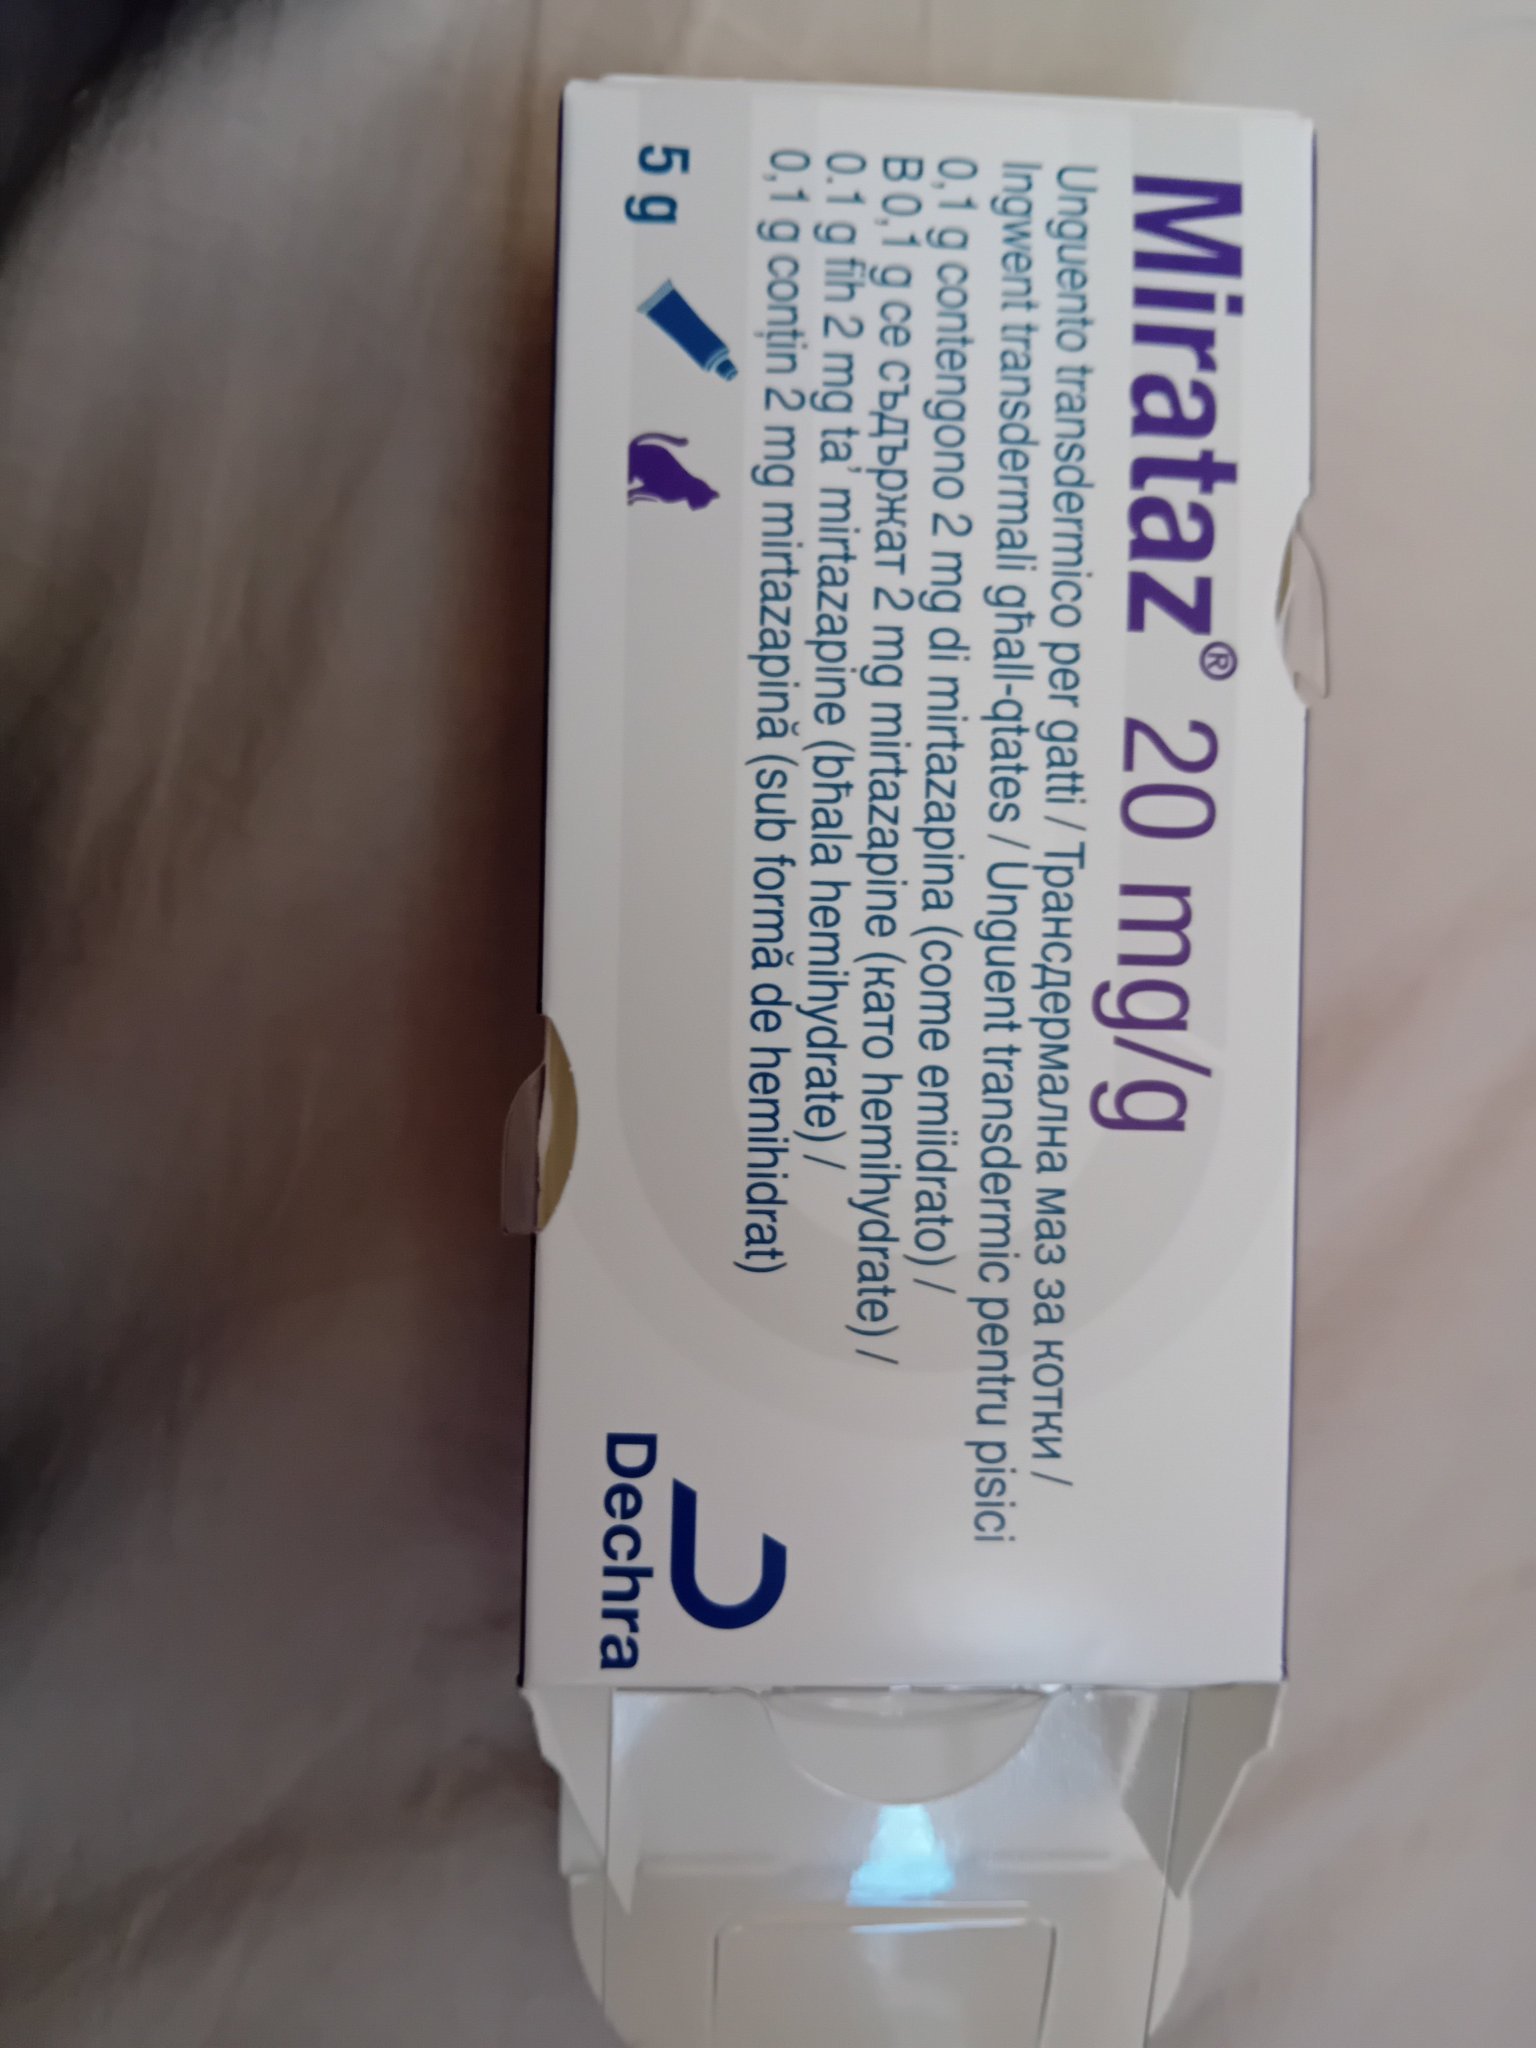 Mirataz® 20 mg/g
Unguento transdermico per gatti / Трансдермална маз за котки /
Ingwent transdermali għall-qtates / Unguent transdermic pentru pisici
0,1 g contengono 2 mg di mirtazapina (come emiidrato) /
В 0,1 g се съдържат 2 mg mirtazapine (като hemihydrate) /
0.1 g fih 2 mg ta’ mirtazapine (bħala hemihydrate) /
0,1 g conțin 2 mg mirtazapină (sub formă de hemihidrat)
5 g
Dechra